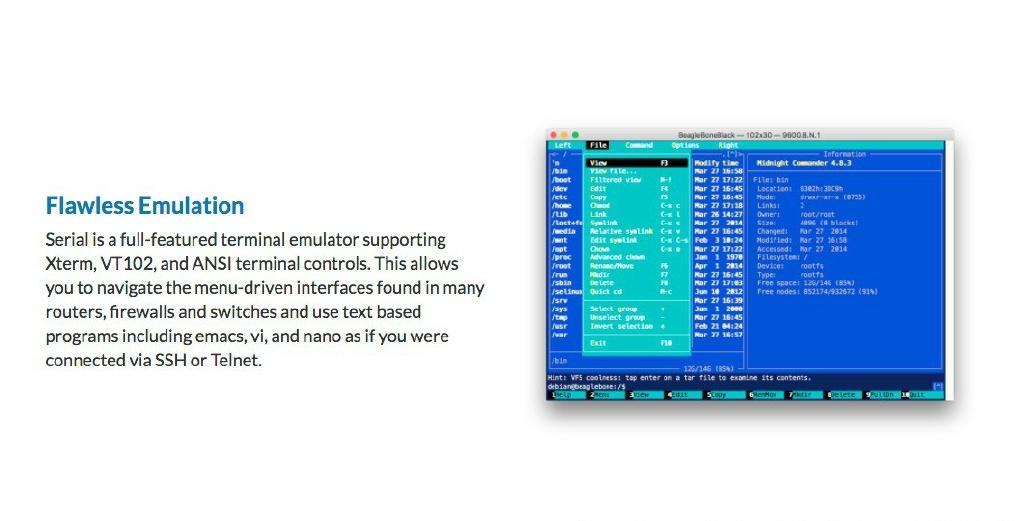 Flawless Emulation
Serial is a full-featured terminal emulator supporting
Xterm, VT102, and ANSI terminal controls. This allows
you to navigate the menu-driven interfaces found in many
routers, firewalls and switches and use text based
programs including emacs, vi, and nano as if you were
connected via SSH or Telnet.
BeagleBoneBlack — 102x30 — 9600.8.N.1
Left File Command Options Right
Information
'n View F3 Modify time Midnight Commander 4.8.3
/bin View file... Mar 27 16:58
/boot Filtered view M-! Mar 27 17:22 File: bin
/dev Edit F4 Mar 27 16:45 Location:
/etc Copy F5 Mar 27 16:45 Mode: drwxr-xr-x (0755)
/home Chmod C-x c Mar 27 17:18 Links: 2
/lib Link C-x l Mar 26 14:27 Owner: root/root
/lost+fo Symlink C-x s Mar 27 2014 Size: 4096 (8 blocks)
/media Relative symlink C-x v Mar 27 16:45 Changed: Mar 27 2014
/mnt Edit symlink C-x C-s Feb 3 18:24 Modified: Mar 27 16:58
/opt Chown C-x o Mar 27 17:22 Accessed: Mar 27 2014
/proc Advanced chown Jan 1 1970 Filesystem: /
/root Rename/Move F6 Apr 1 2014 Device: rootfs
/run Mkdir F7 Mar 27 16:45 Type: rootfs
/sbin Delete F8 Mar 27 17:03 Free space: 12G/14G (85%)
/selinux Quick cd M-c Jun 10 2012 Free nodes: 852174/932672 (91%)
/srv Mar 27 16:39
/sys Select group + Jan 1 2000
/tmp Unselect group - Mar 27 16:45
/usr Invert selection Feb 21 04:24
/var Mar 27 16:57
Exit F10
/bin
12G/14G (85%)
Hint: VFS coolness: tap enter on a tar file to examine its contents.
debian@beaglebone:/$ [^]
1Help 2Menu 3View 4Edit 5Copy 6RenMov 7Mkdir 8Delete 9PullDn 10Quit